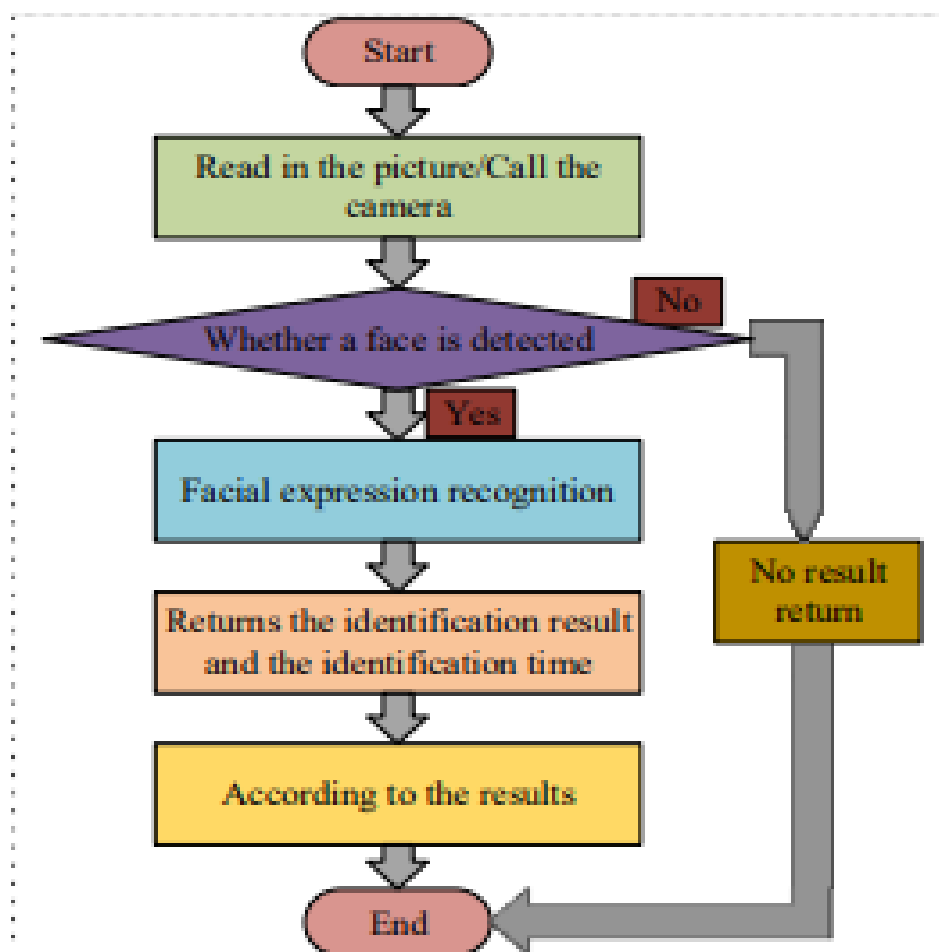 Start
Read in the picture/Call the
camera
No
Whether a face is detected
Yes
Facial expression recognition
No result
return
Returns the identification result
and the identification time
According to the results
End